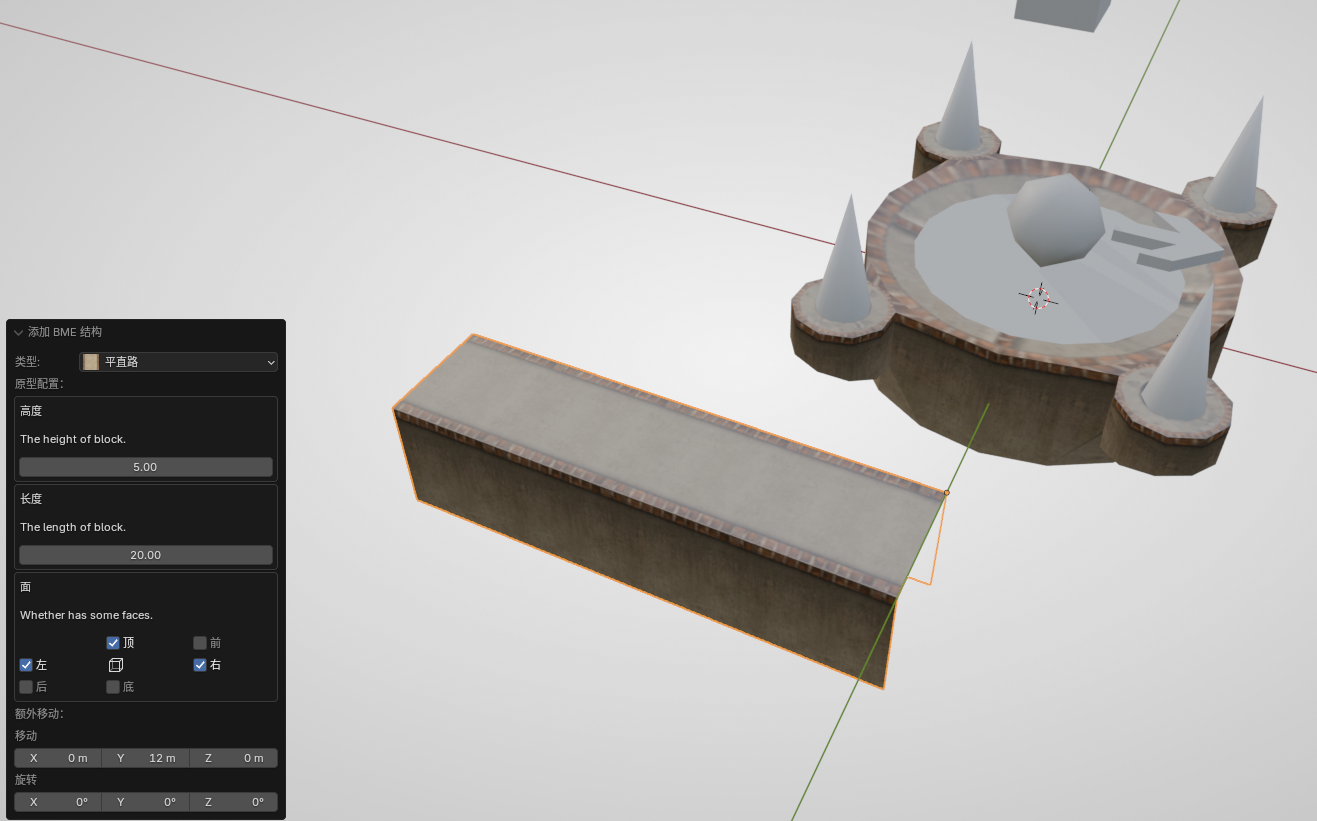 添加 BME 结构
类型: 平直路
原型配置:
高度
The height of block.
5.00
长度
The length of block.
20.00
面
Whether has some faces.
顶 前
左 右
后 底
额外移动:
移动
X 0 m Y 12 m Z 0 m
旋转
X 0° Y 0° Z 0°